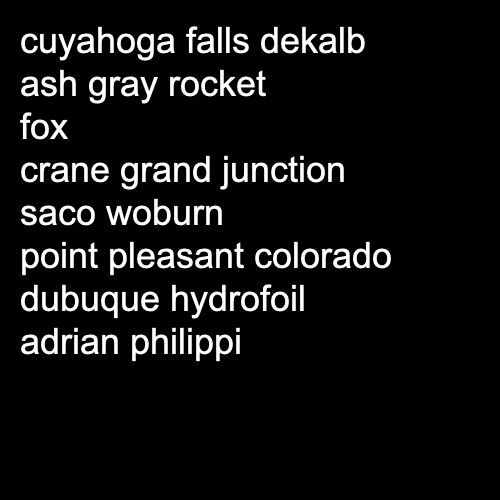 cuyahoga falls dekalb
ash gray rocket
fox
crane grand junction
saco woburn
point pleasant colorado
dubuque hydrofoil
adrian philippi